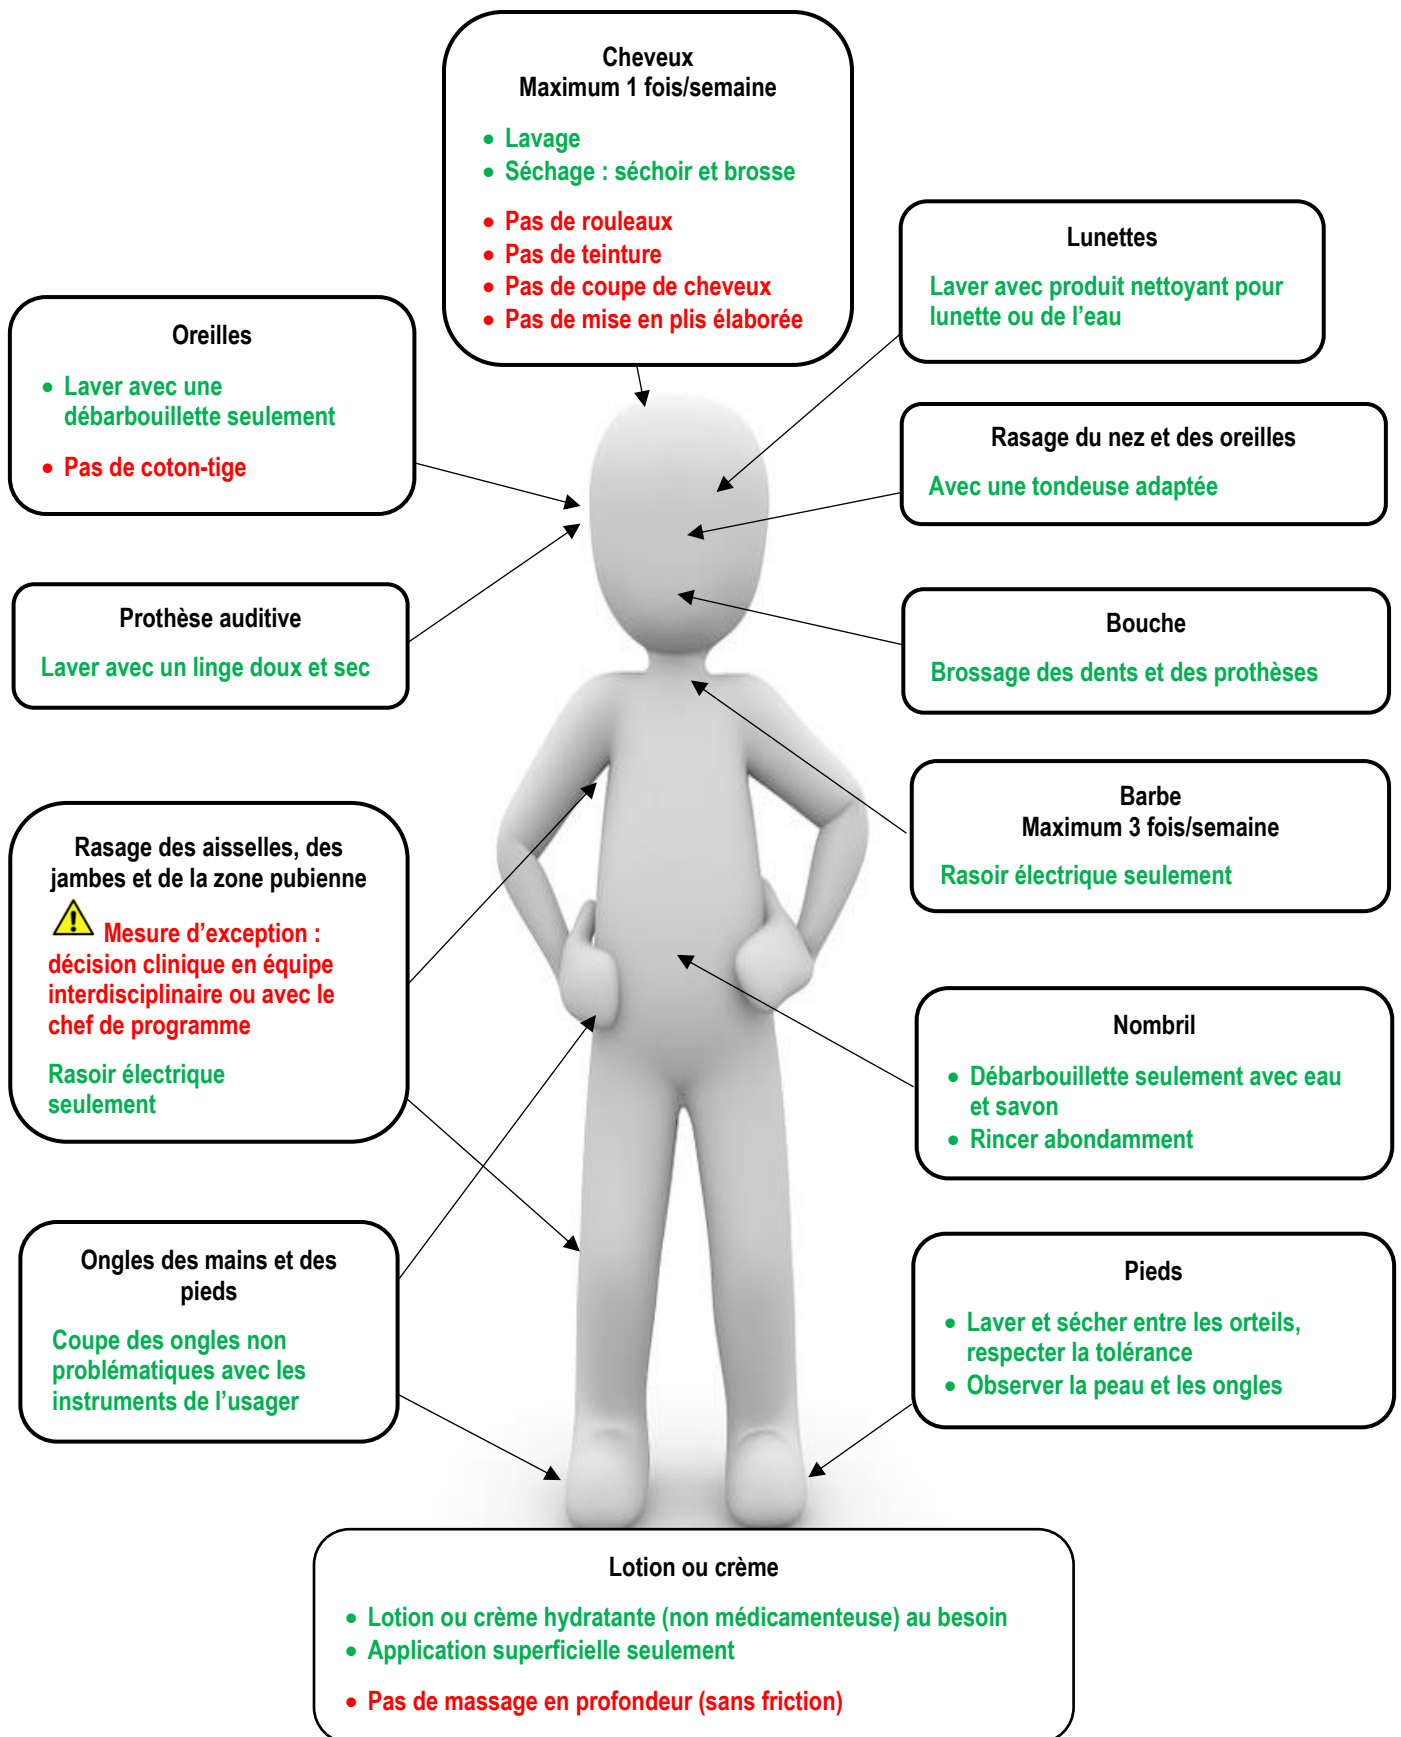 Cheveux
Maximum 1 fois/semaine
• Lavage
• Séchage : séchoir et brosse
• Pas de rouleaux
• Pas de teinture
• Pas de coupe de cheveux
• Pas de mise en plis élaborée
Lunettes
Laver avec produit nettoyant pour
lunette ou de l’eau
Oreilles
• Laver avec une
débarbouillette seulement
• Pas de coton-tige
Rasage du nez et des oreilles
Avec une tondeuse adaptée
Prothèse auditive
Laver avec un linge doux et sec
Bouche
Brossage des dents et des prothèses
Barbe
Maximum 3 fois/semaine
Rasoir électrique seulement
Rasage des aisselles, des
jambes et de la zone pubienne
Mesure d’exception :
décision clinique en équipe
interdisciplinaire ou avec le
chef de programme
Rasoir électrique
seulement
Nombril
• Débarbouillette seulement avec eau
et savon
• Rincer abondamment
Ongles des mains et des
pieds
Coupe des ongles non
problématiques avec les
instruments de l’usager
Pieds
• Laver et sécher entre les orteils,
respecter la tolérance
• Observer la peau et les ongles
Lotion ou crème
• Lotion ou crème hydratante (non médicamenteuse) au besoin
• Application superficielle seulement
• Pas de massage en profondeur (sans friction)